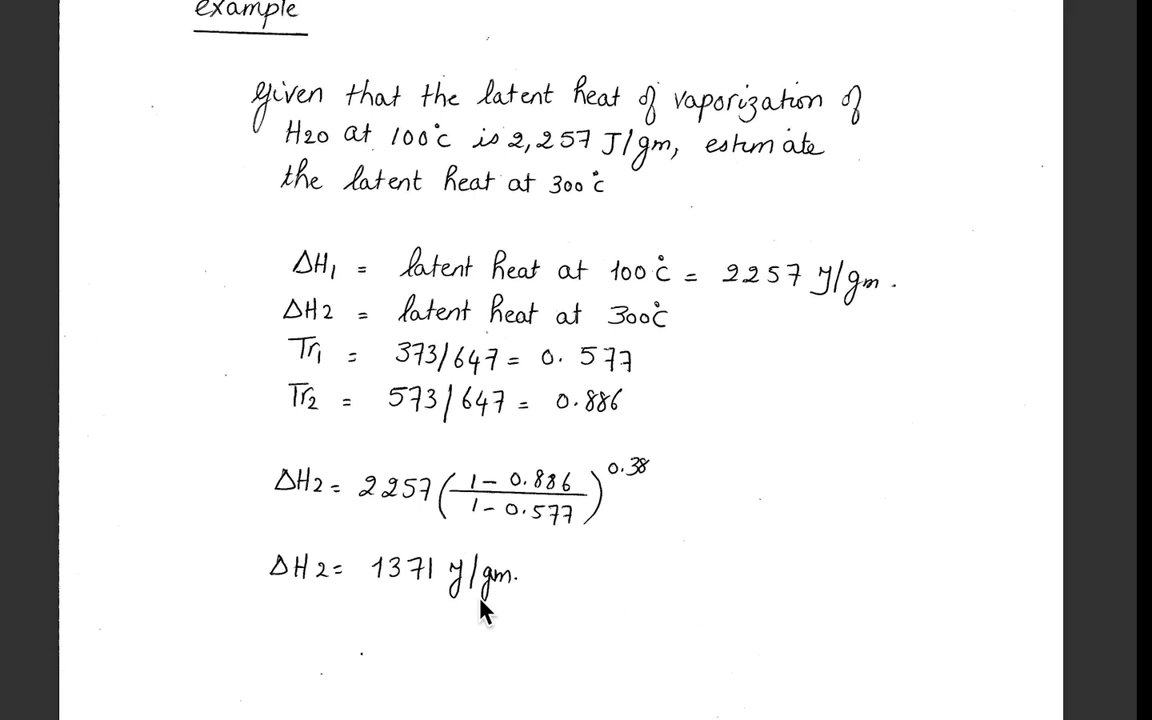 example
given that the latent heat of vaporization of
H2O at 100°c is 2,257 J/gm, estimate
the latent heat at 300°c
ΔH1 = latent heat at 100°c = 2257 J/gm.
ΔH2 = latent heat at 300°c
Tr1 = 373/647 = 0.577
Tr2 = 573/647 = 0.886
ΔH2 = 2257 (1 - 0.886 / 1 - 0.577)^0.38
ΔH2 = 1371 J/gm.